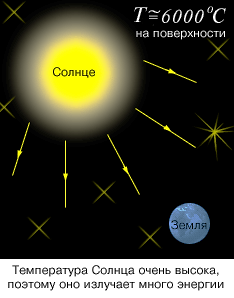 T≅6000°C
на поверхности
Солнце
Земля
Температура Солнца очень высока,
поэтому оно излучает много энергии